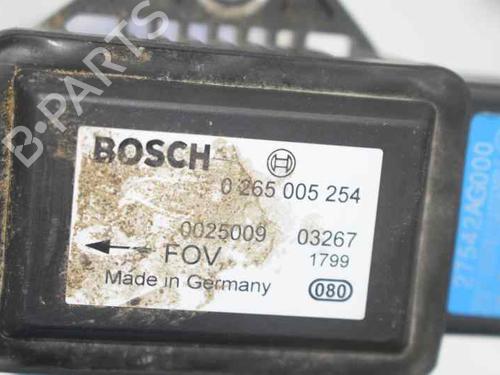 B-PARTS
BOSCH
0 265 005 254
0025009 03267
FOV 1799
Made in Germany 080
27542AG000